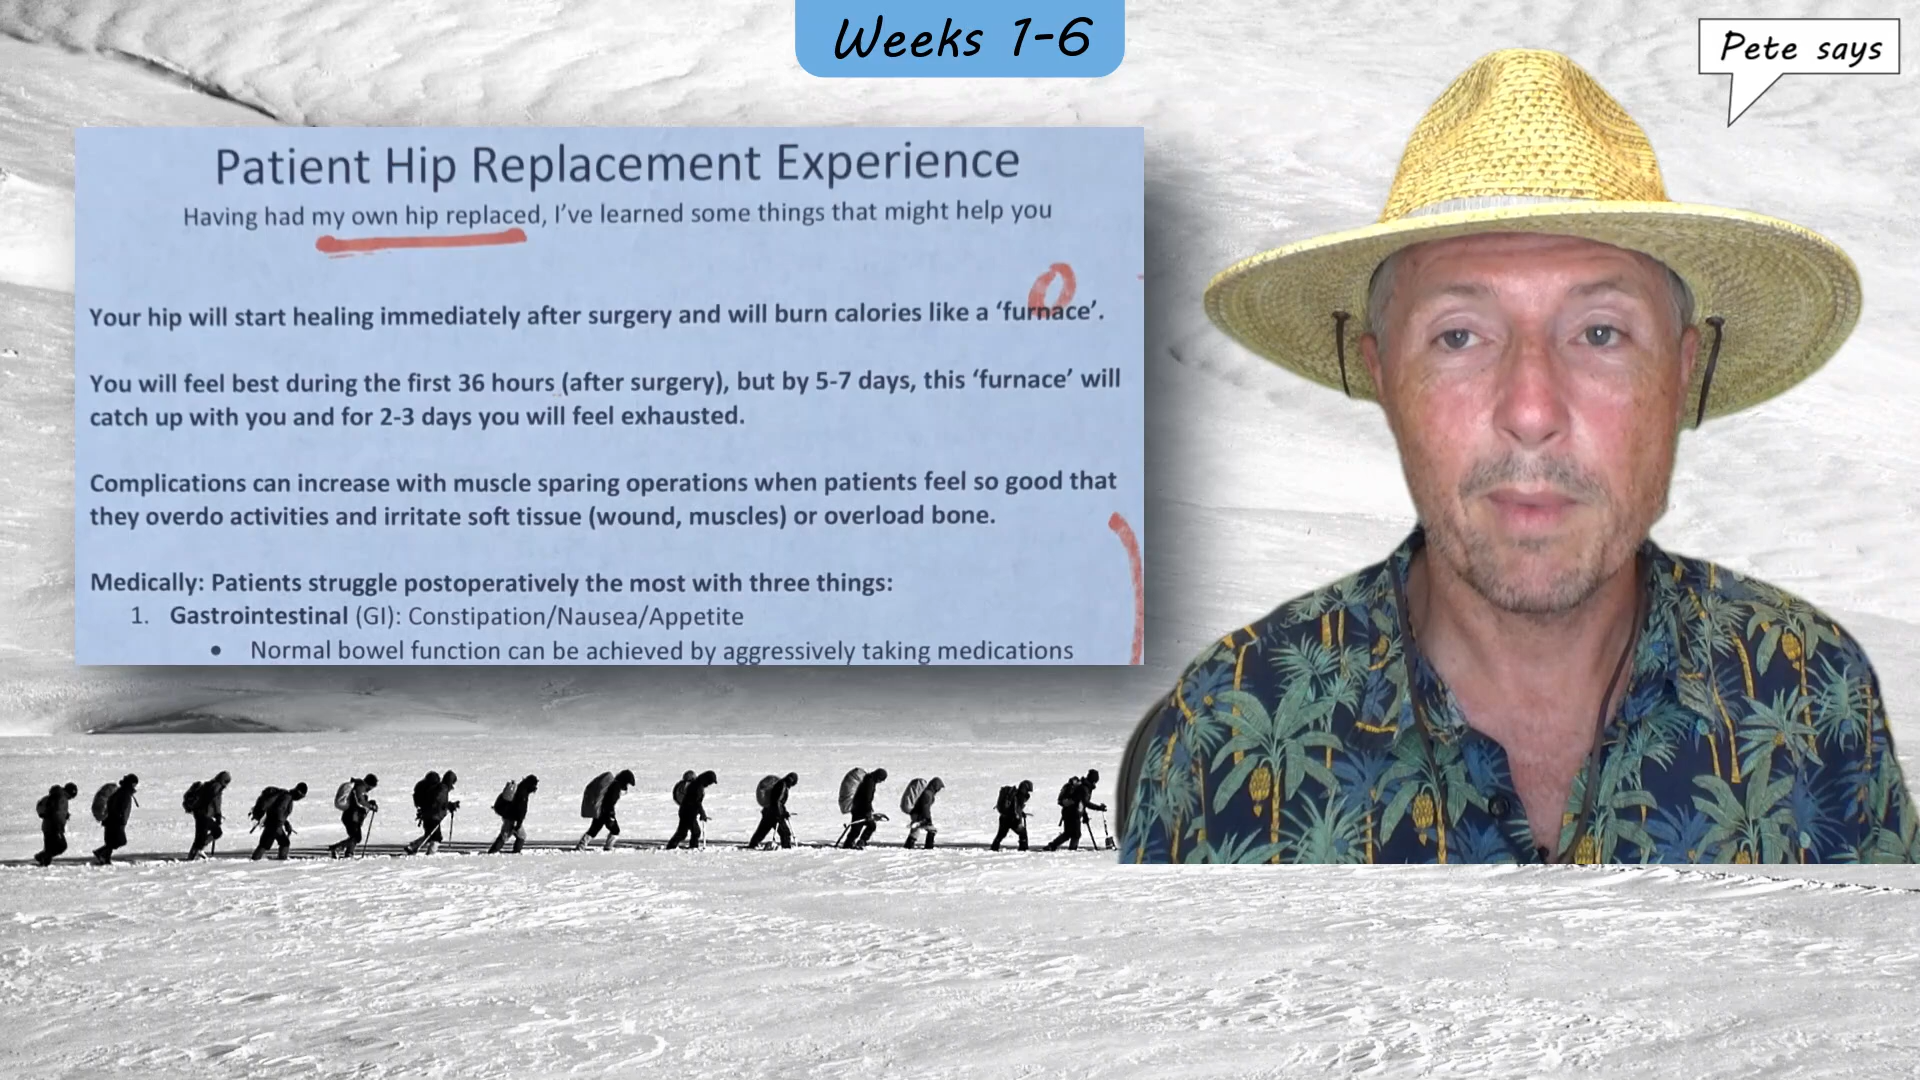 Weeks 1-6
Pete says
Patient Hip Replacement Experience
Having had my own hip replaced, I've learned some things that might help you
Your hip will start healing immediately after surgery and will burn calories like a 'furnace'.
You will feel best during the first 36 hours (after surgery), but by 5-7 days, this 'furnace' will
catch up with you and for 2-3 days you will feel exhausted.
Complications can increase with muscle sparing operations when patients feel so good that
they overdo activities and irritate soft tissue (wound, muscles) or overload bone.
Medically: Patients struggle postoperatively the most with three things:
1. Gastrointestinal (GI): Constipation/Nausea/Appetite
• Normal bowel function can be achieved by aggressively taking medications